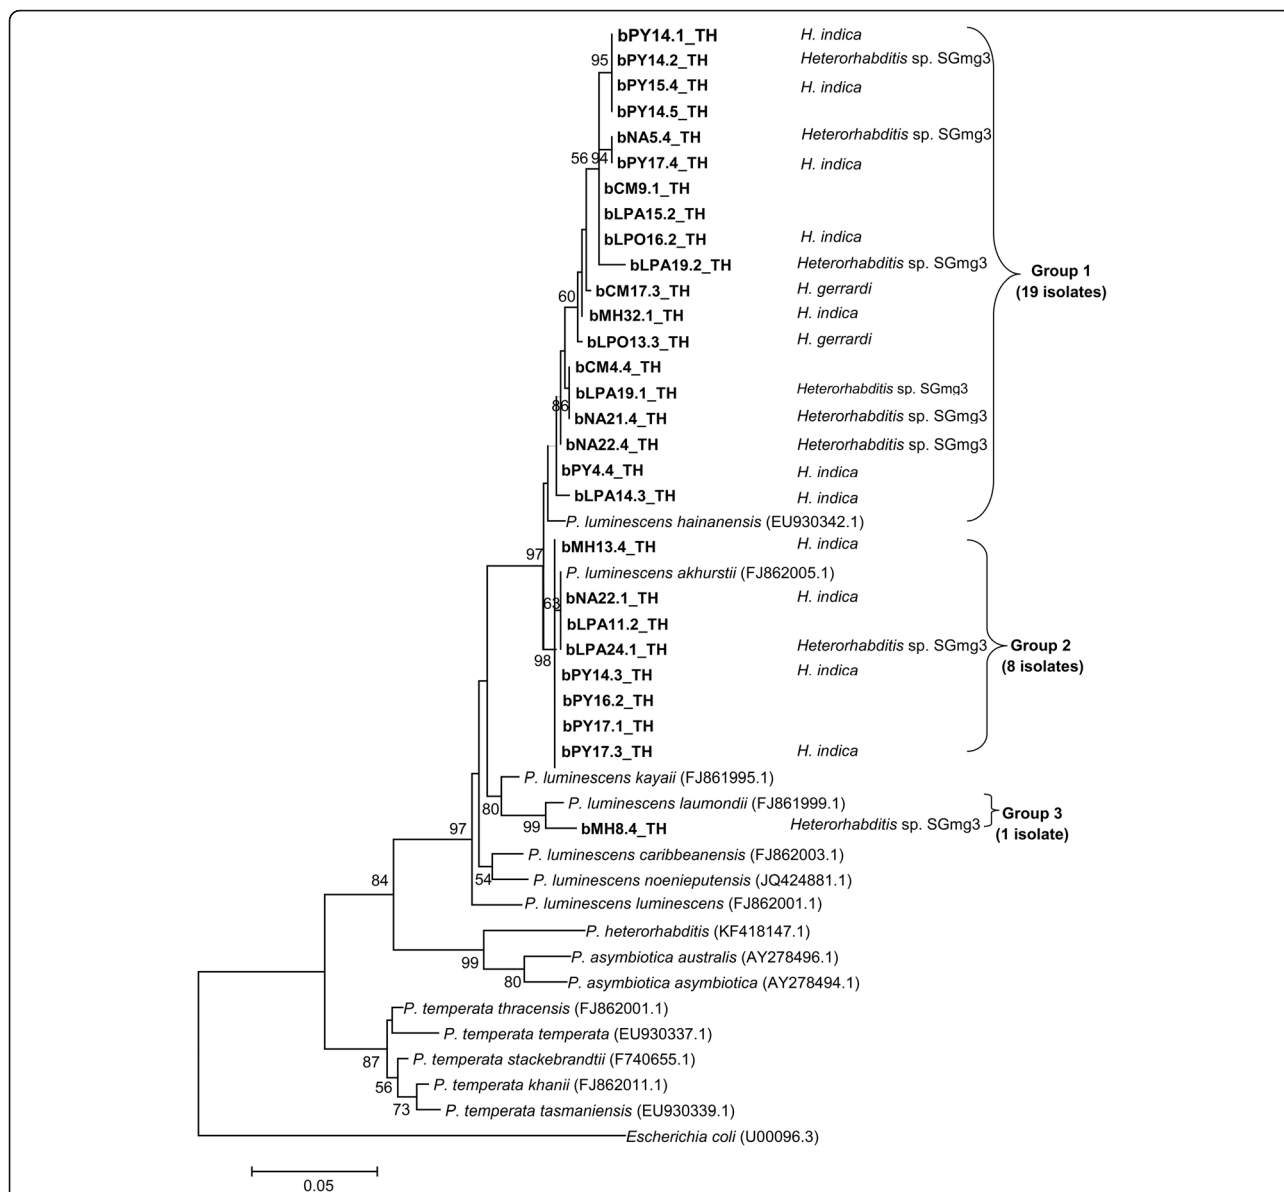 bPY14.1_TH H. indica
95 bPY14.2_TH Heterorhabditis sp. SGmg3
bPY15.4_TH H. indica
bPY14.5_TH
bNA5.4_TH Heterorhabditis sp. SGmg3
56 94 bPY17.4_TH H. indica
bCM9.1_TH
bLPA15.2_TH
bLPO16.2_TH H. indica
bLPA19.2_TH Heterorhabditis sp. SGmg3
Group 1
(19 isolates)
60 bCM17.3_TH H. gerrardi
bMH32.1_TH H. indica
bLPO13.3_TH H. gerrardi
bCM4.4_TH
bLPA19.1_TH Heterorhabditis sp. SGmg3
86 bNA21.4_TH Heterorhabditis sp. SGmg3
bNA22.4_TH Heterorhabditis sp. SGmg3
bPY4.4_TH H. indica
bLPA14.3_TH H. indica
P. luminescens hainanensis (EU930342.1)
97 bMH13.4_TH H. indica
P. luminescens akhurstii (FJ862005.1)
63 bNA22.1_TH H. indica
bLPA11.2_TH
98 bLPA24.1_TH Heterorhabditis sp. SGmg3
Group 2
(8 isolates)
bPY14.3_TH H. indica
bPY16.2_TH
bPY17.1_TH
bPY17.3_TH H. indica
P. luminescens kayaii (FJ861995.1)
80 P. luminescens laumondii (FJ861999.1)
97 99 bMH8.4_TH Heterorhabditis sp. SGmg3
Group 3
(1 isolate)
P. luminescens caribbeanensis (FJ862003.1)
84 54 P. luminescens noenieputensis (JQ424881.1)
P. luminescens luminescens (FJ862001.1)
P. heterorhabditis (KF418147.1)
99 P. asymbiotica australis (AY278496.1)
80 P. asymbiotica asymbiotica (AY278494.1)
P. temperata thracensis (FJ862001.1)
P. temperata temperata (EU930337.1)
87 P. temperata stackebrandtii (F740655.1)
56 P. temperata khanii (FJ862011.1)
73 P. temperata tasmaniensis (EU930339.1)
Escherichia coli (U00096.3)
0.05